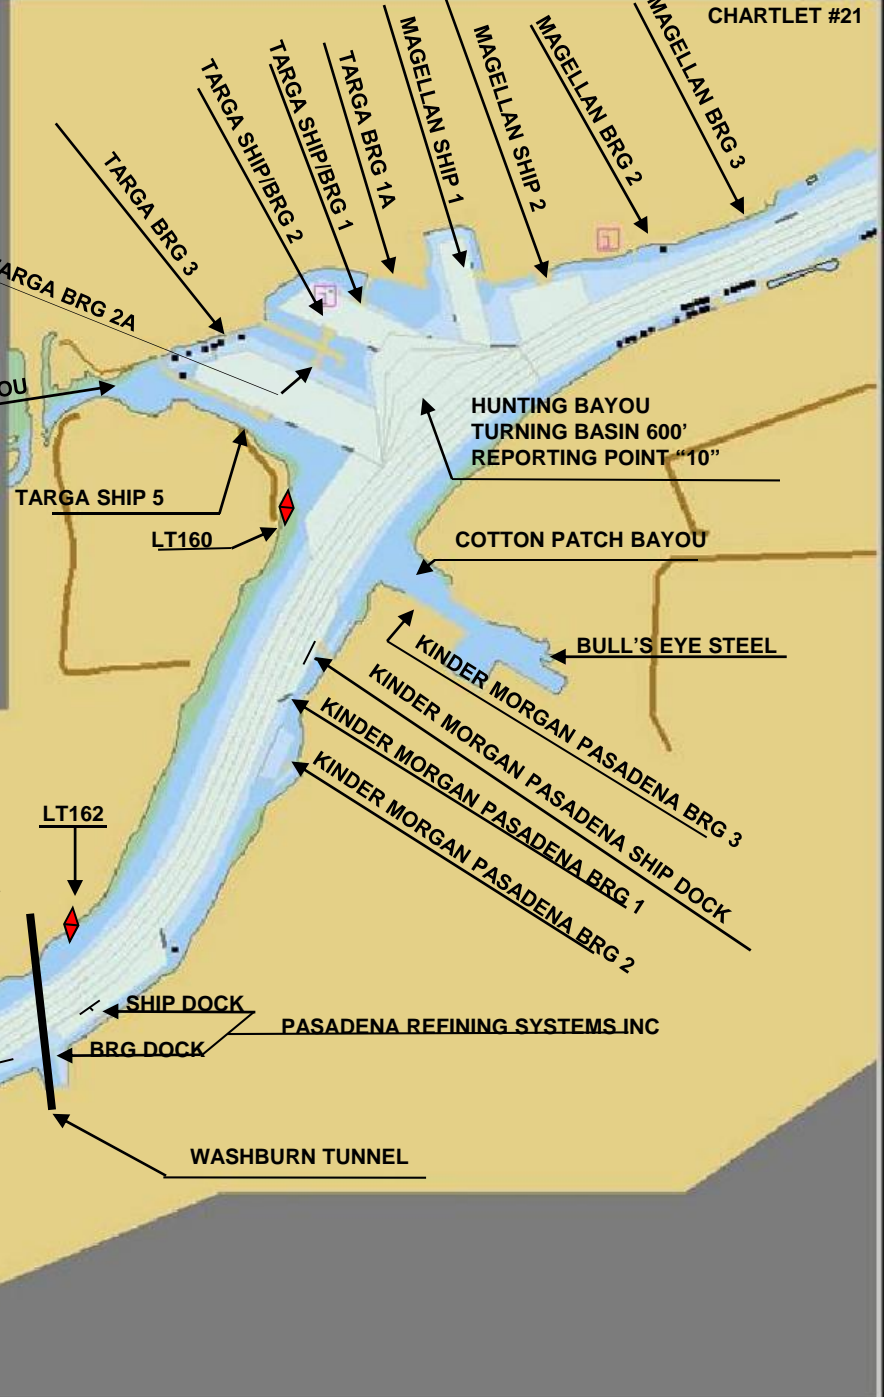 CHARTLET #21
MAGELLAN BRG 3
MAGELLAN BRG 2
MAGELLAN SHIP 2
MAGELLAN SHIP 1
TARGA BRG 1A
TARGA SHIP/BRG 1
TARGA SHIP/BRG 2
TARGA BRG 3
ARGA BRG 2A
OU
HUNTING BAYOU
TURNING BASIN 600'
REPORTING POINT “10”
TARGA SHIP 5
LT160
COTTON PATCH BAYOU
BULL'S EYE STEEL
KINDER MORGAN PASADENA BRG 3
KINDER MORGAN PASADENA SHIP DOCK
KINDER MORGAN PASADENA BRG 1
KINDER MORGAN PASADENA BRG 2
LT162
SHIP DOCK
PASADENA REFINING SYSTEMS INC
BRG DOCK
WASHBURN TUNNEL